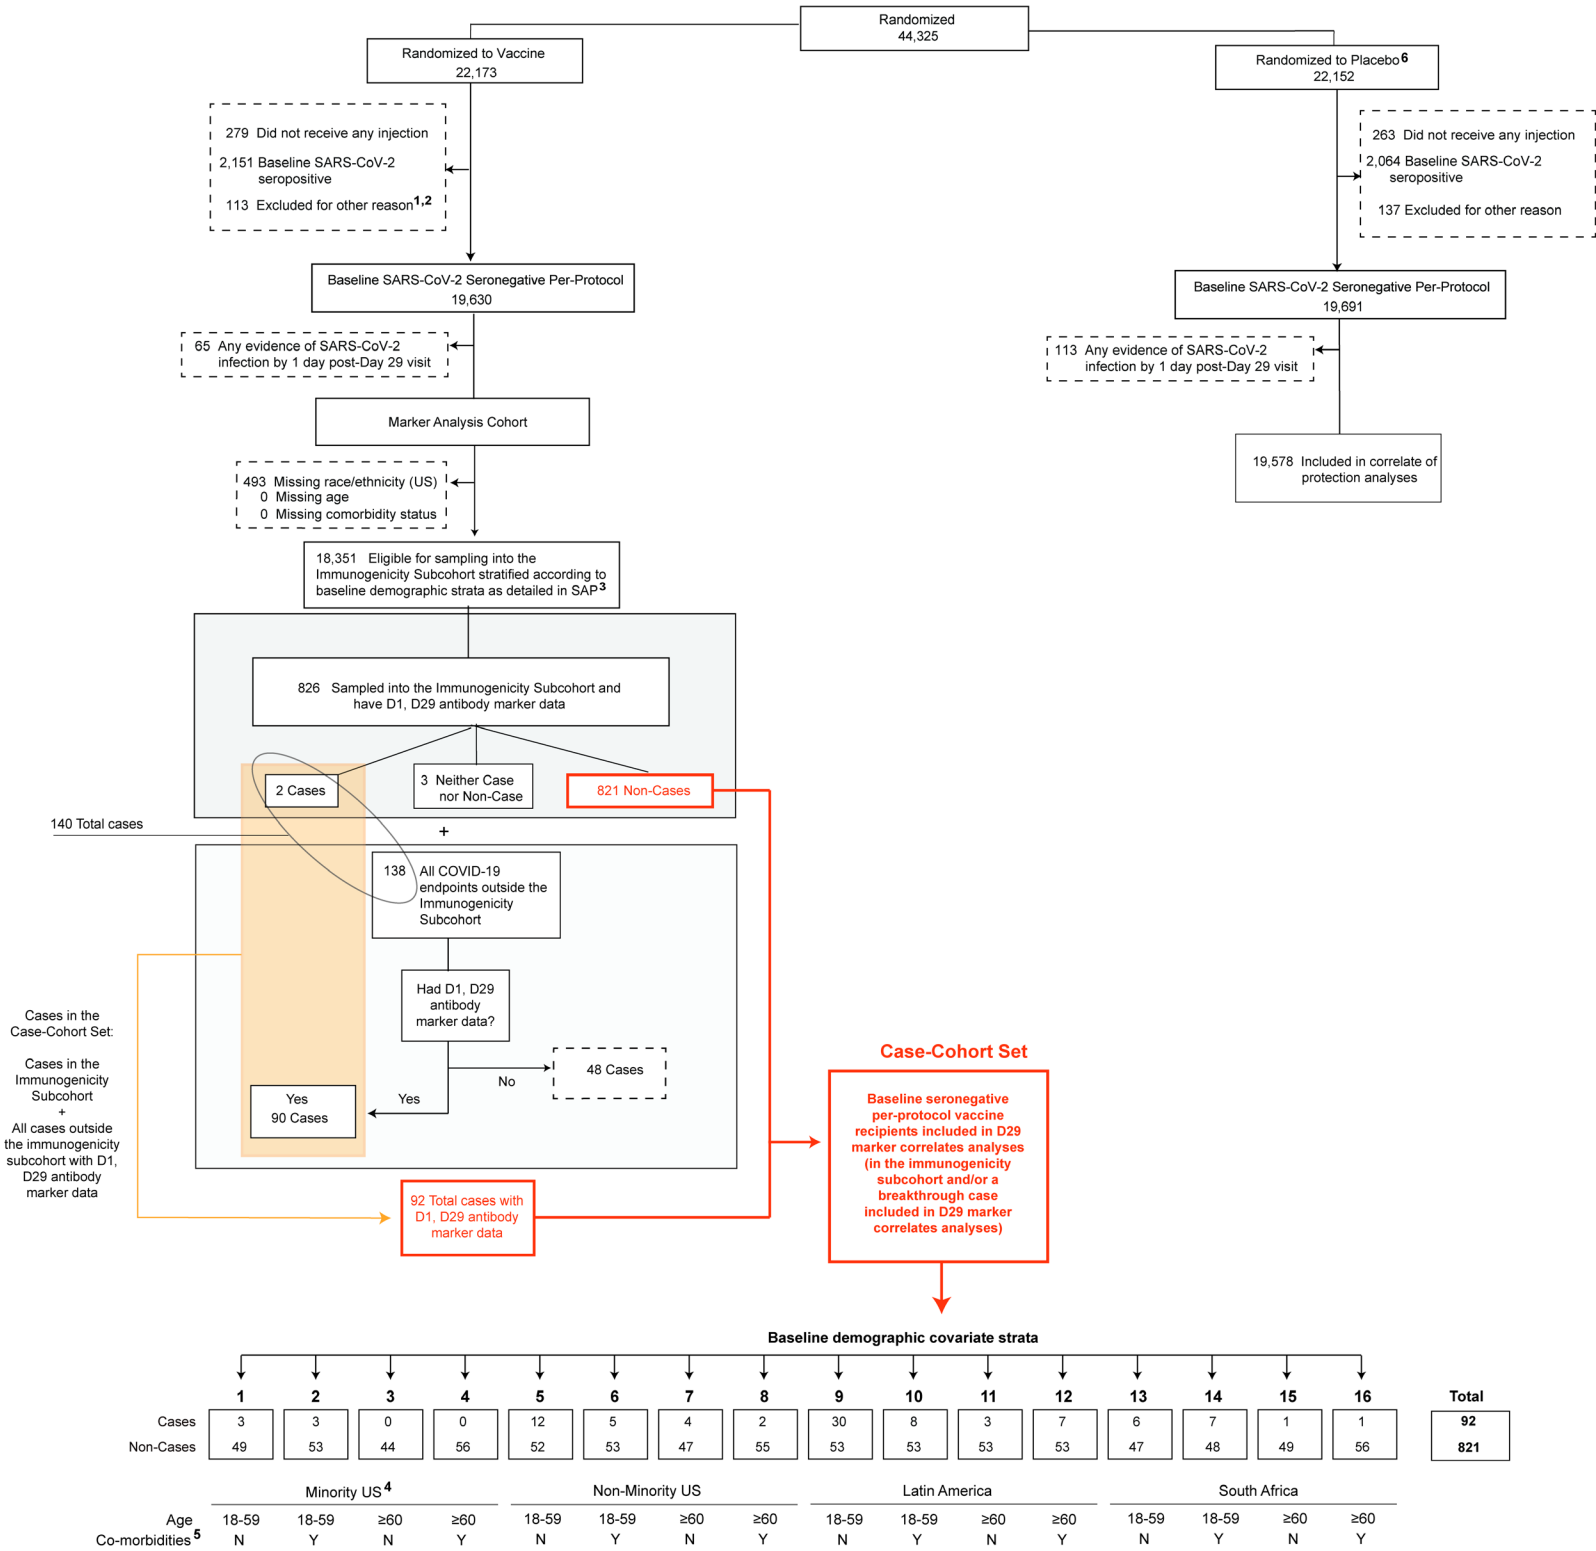 Randomized
44,325
Randomized to Vaccine
22,173
Randomized to Placebo6
22,152
279 Did not receive any injection
2,151 Baseline SARS-CoV-2
seropositive
113 Excluded for other reason1,2
263 Did not receive any injection
2,064 Baseline SARS-CoV-2
seropositive
137 Excluded for other reason
Baseline SARS-CoV-2 Seronegative Per-Protocol
19,630
Baseline SARS-CoV-2 Seronegative Per-Protocol
19,691
65 Any evidence of SARS-CoV-2
infection by 1 day post-Day 29 visit
113 Any evidence of SARS-CoV-2
infection by 1 day post-Day 29 visit
Marker Analysis Cohort
19,578 Included in correlate of
protection analyses
493 Missing race/ethnicity (US)
0 Missing age
0 Missing comorbidity status
18,351 Eligible for sampling into the
Immunogenicity Subcohort stratified according to
baseline demographic strata as detailed in SAP3
826 Sampled into the Immunogenicity Subcohort and
have D1, D29 antibody marker data
2 Cases
3 Neither Case
nor Non-Case
821 Non-Cases
140 Total cases
+
138 All COVID-19
endpoints outside the
Immunogenicity
Subcohort
Had D1, D29
antibody
marker data?
No
48 Cases
Yes
Yes
90 Cases
Cases in the
Case-Cohort Set:
Cases in the
Immunogenicity
Subcohort
+
All cases outside
the immunogenicity
subcohort with D1,
D29 antibody
marker data
92 Total cases with
D1, D29 antibody
marker data
Case-Cohort Set
Baseline seronegative
per-protocol vaccine
recipients included in D29
marker correlates analyses
(in the immunogenicity
subcohort and/or a
breakthrough case
included in D29 marker
correlates analyses)
Baseline demographic covariate strata
1 2 3 4 5 6 7 8 9 10 11 12 13 14 15 16 Total
Cases 3 3 0 0 12 5 4 2 30 8 3 7 6 7 1 1 92
Non-Cases 49 53 44 56 52 53 47 55 53 53 53 53 47 48 49 56 821
Minority US4 Non-Minority US Latin America South Africa
Age 18-59 18-59 ≥60 ≥60 18-59 18-59 ≥60 ≥60 18-59 18-59 ≥60 ≥60 18-59 18-59 ≥60 ≥60
Co-morbidities5 N Y N Y N Y N Y N Y N Y N Y N Y